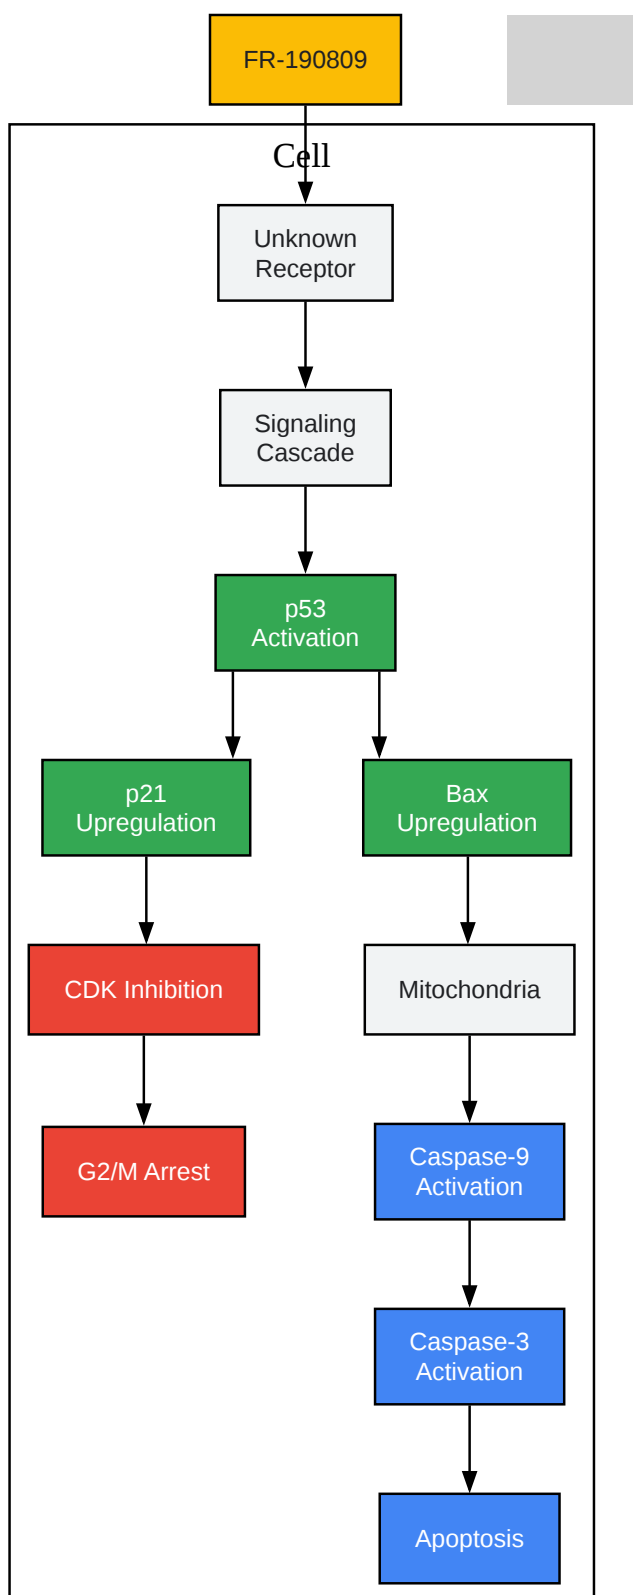 FR-190809
Cell
Unknown
Receptor
Signaling
Cascade
p53
Activation
p21
Upregulation
Bax
Upregulation
CDK Inhibition
Mitochondria
G2/M Arrest
Caspase-9
Activation
Caspase-3
Activation
Apoptosis